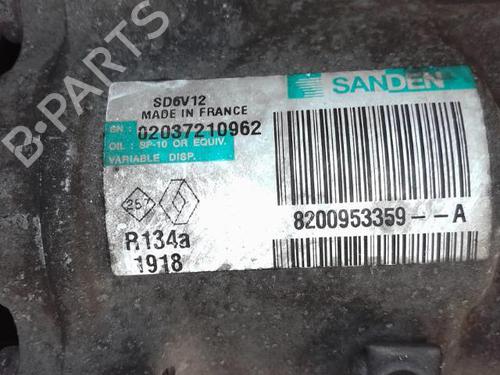 SD6V12
MADE IN FRANCE
SN: 02037210962
OIL: SP-10 OR EQUIV.
VARIABLE DISP.
SANDEN
257
R134a
1918
8200953359--A
B-PARTS